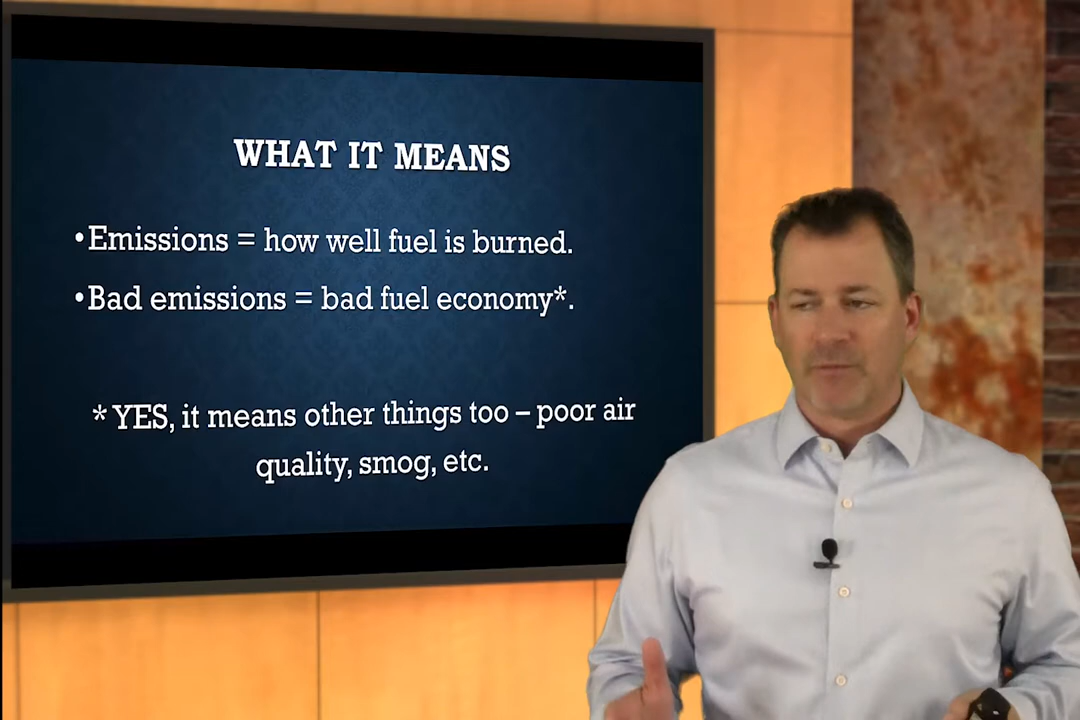 WHAT IT MEANS
•Emissions = how well fuel is burned.
•Bad emissions = bad fuel economy*.
* YES, it means other things too – poor air
quality, smog, etc.